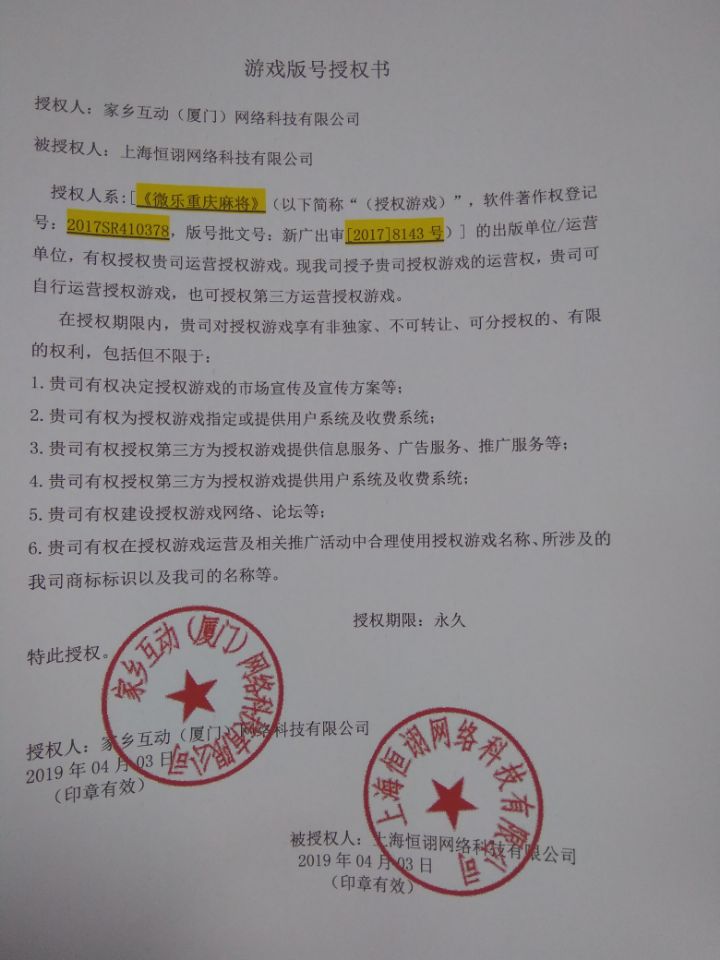 游戏版号授权书
授权人：家乡互动（厦门）网络科技有限公司
被授权人：上海恒诩网络科技有限公司
授权人系:[《微乐重庆麻将》（以下简称“（授权游戏）”，软件著作权登记
号：2017SR410378，版号批文号：新广出审[2017]8143 号）］的出版单位/运营
单位，有权授权贵司运营授权游戏。现我司授予贵司授权游戏的运营权，贵司可
自行运营授权游戏，也可授权第三方运营授权游戏。
在授权期限内，贵司对授权游戏享有非独家、不可转让、可分授权的、有限
的权利，包括但不限于：
1. 贵司有权决定授权游戏的市场宣传及宣传方案等；
2. 贵司有权为授权游戏指定或提供用户系统及收费系统；
3. 贵司有权授权第三方为授权游戏提供信息服务、广告服务、推广服务等；
4. 贵司有权授权第三方为授权游戏提供用户系统及收费系统；
5. 贵司有权建设授权游戏网络、论坛等；
6. 贵司有权在授权游戏运营及相关推广活动中合理使用授权游戏名称、所涉及的
我司商标标识以及我司的名称等。
授权期限：永久
特此授权。
家乡互动（厦门）网络科技有限公司
授权人：家乡互动（厦门）网络科技有限公司
2019 年 04 月 03 日
（印章有效）
上海恒诩网络科技有限公司
被授权人：上海恒诩网络科技有限公司
2019 年 04 月 03 日
（印章有效）